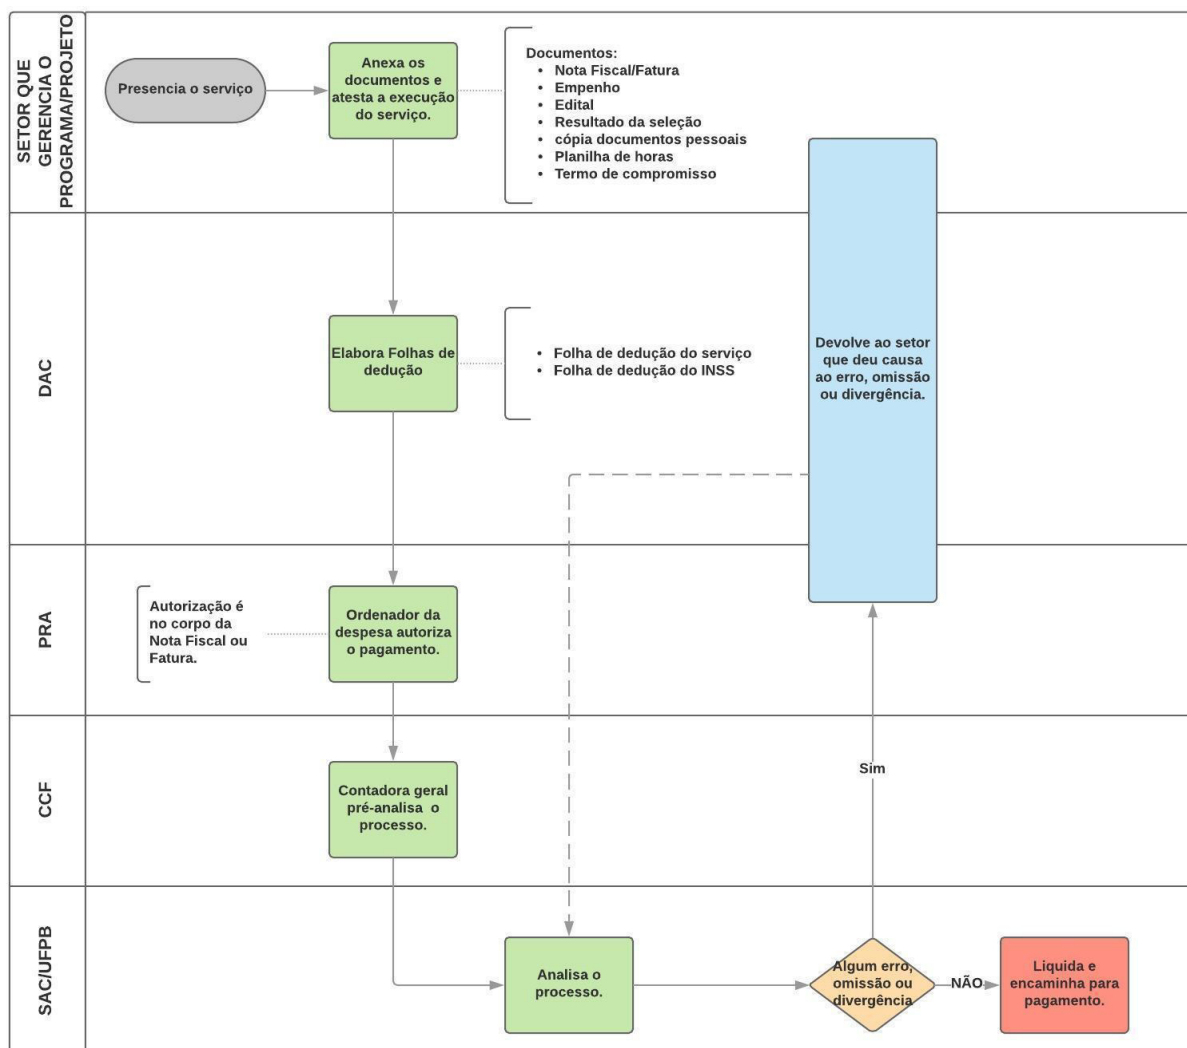 SETOR QUE
GERENCIA O
PROGRAMA/PROJETO
Presencia o serviço
Anexa os
documentos e
atesta a execução
do serviço.
Documentos:
• Nota Fiscal/Fatura
• Empenho
• Edital
• Resultado da seleção
• cópia documentos pessoais
• Planilha de horas
• Termo de compromisso
DAC
Elabora Folhas de
dedução
• Folha de dedução do serviço
• Folha de dedução do INSS
Devolve ao setor
que deu causa
ao erro, omissão
ou divergência.
PRA
Autorização é
no corpo da
Nota Fiscal ou
Fatura.
Ordenador da
despesa autoriza
o pagamento.
CCF
Contadora geral
pré-analisa o
processo.
Sim
SAC/UFPB
Analisa o
processo.
Algum erro,
omissão ou
divergência
NÃO
Liquida e
encaminha para
pagamento.